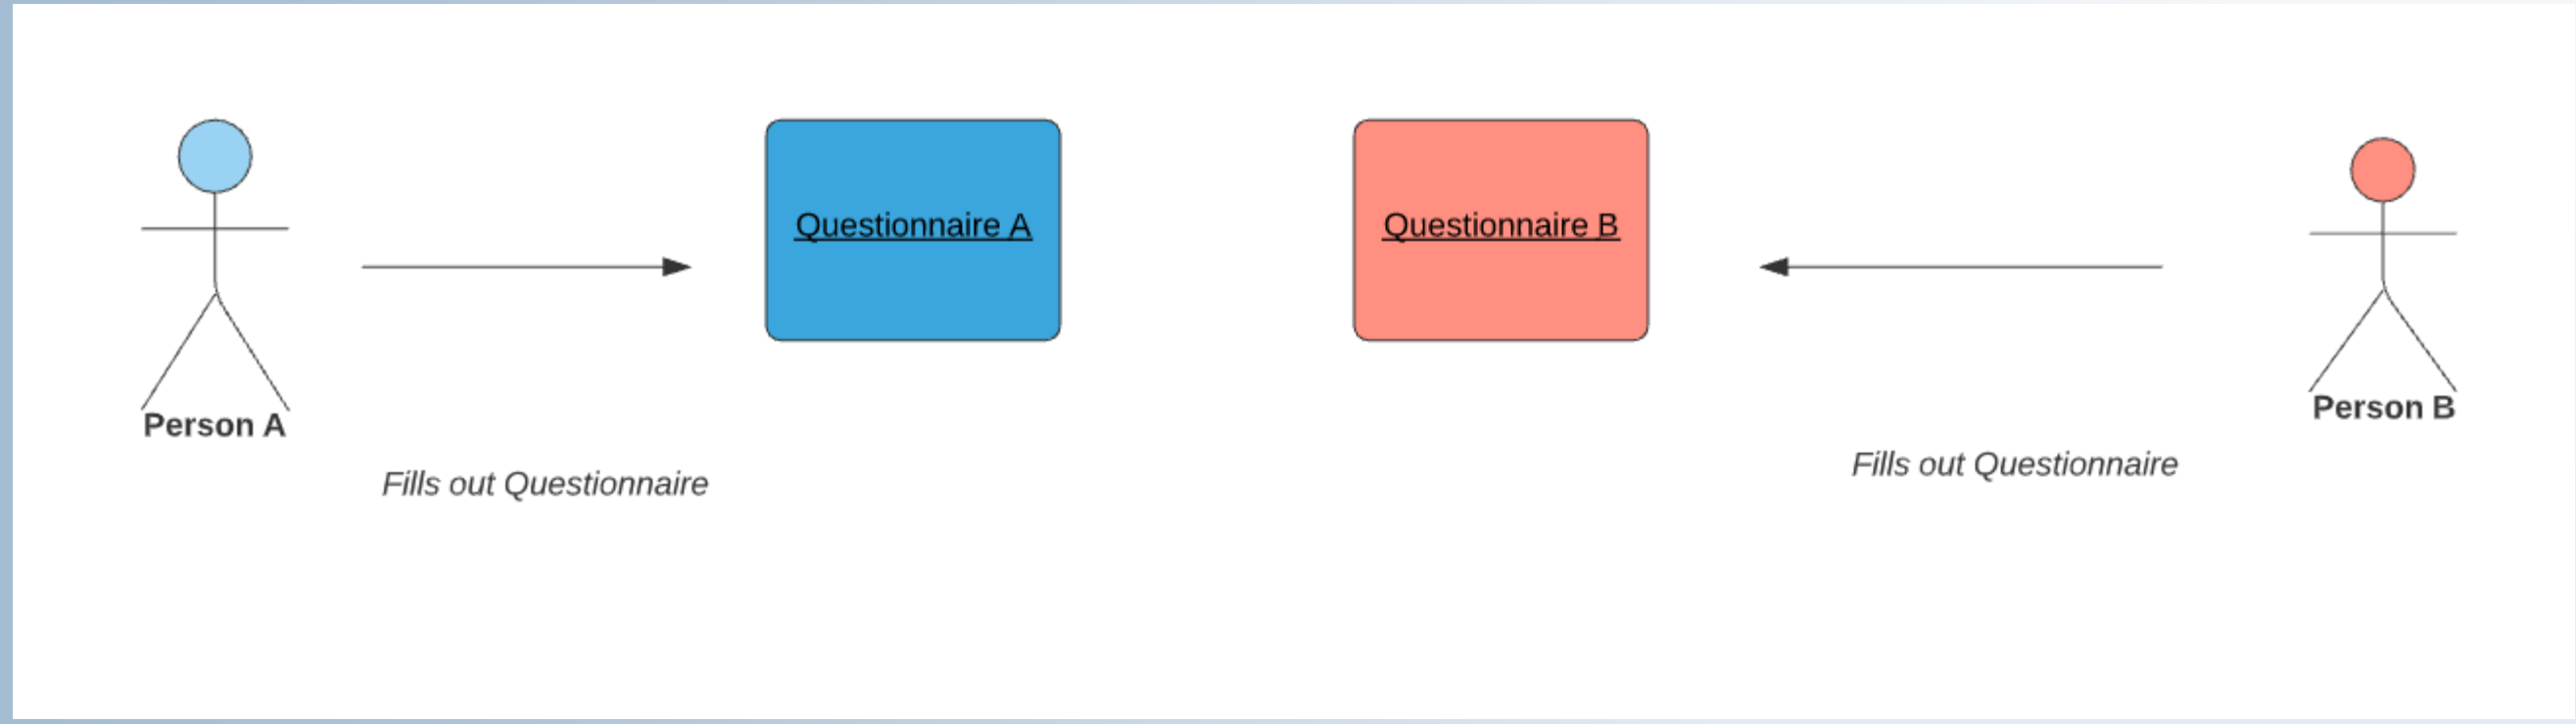 Questionnaire A
Questionnaire B
Person A
Person B
Fills out Questionnaire
Fills out Questionnaire